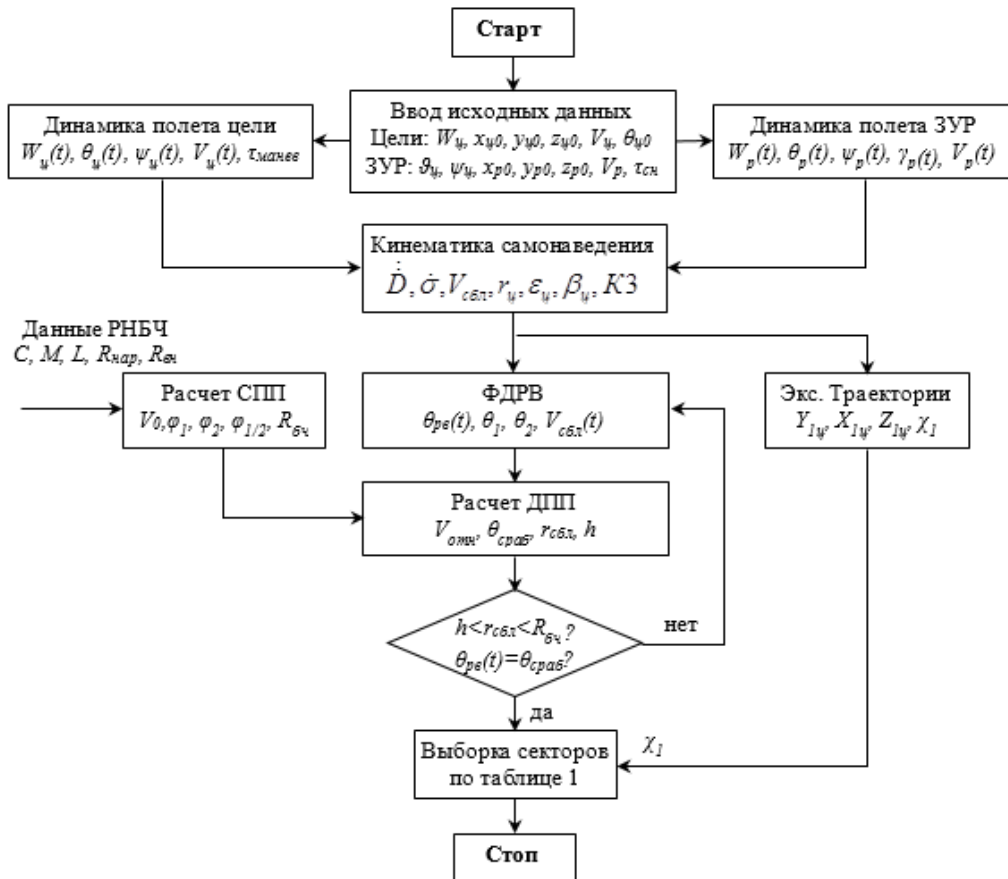 Старт
Ввод исходных данных
Цели: Wц, xц0, yц0, zц0, Vц, θц0
ЗУР: ϑц, ψц, xр0, yр0, zр0, Vр, τсн
Динамика полета цели
Wц(t), θц(t), ψц(t), Vц(t), τманев
Динамика полета ЗУР
Wр(t), θр(t), ψр(t), γр(t), Vр(t)
Кинематика самонаведения
Ḋ, σ̇, Vсбл, rц, εц, βц, КЗ
Данные РНБЧ
C, M, L, Rнар, Rвн
Расчет СПП
V0,φ1, φ2, φ1/2, Rбч
ФДРВ
θрв(t), θ1, θ2, Vсбл(t)
Экс. Траектории
Y1ц, X1ц, Z1ц, χ1
Расчет ДПП
Vотн, θсраб, rсбл, h
h<rсбл<Rбч?
θрв(t)=θсраб?
нет
да
Выборка секторов
по таблице 1
χ1
Стоп